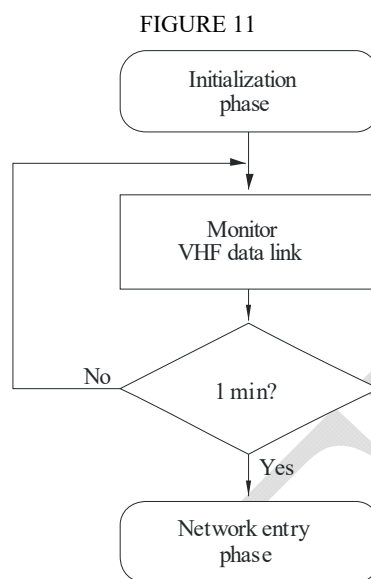 FIGURE 11
Initialization
phase
Monitor
VHF data link
No
1 min?
Yes
Network entry
phase